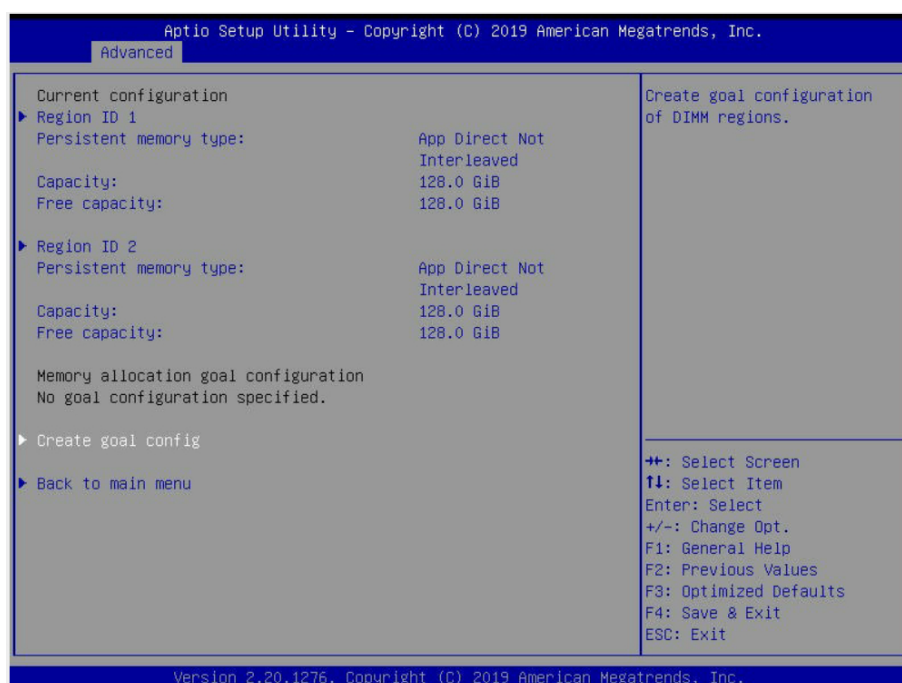 Aptio Setup Utility – Copyright (C) 2019 American Megatrends, Inc.
Advanced
Current configuration
Region ID 1
Persistent memory type: App Direct Not
Interleaved
Capacity: 128.0 GiB
Free capacity: 128.0 GiB
Region ID 2
Persistent memory type: App Direct Not
Interleaved
Capacity: 128.0 GiB
Free capacity: 128.0 GiB
Memory allocation goal configuration
No goal configuration specified.
Create goal config
Back to main menu
Create goal configuration
of DIMM regions.
→←: Select Screen
↑↓: Select Item
Enter: Select
+/-: Change Opt.
F1: General Help
F2: Previous Values
F3: Optimized Defaults
F4: Save & Exit
ESC: Exit
Version 2.20.1276. Copyright (C) 2019 American Megatrends, Inc.